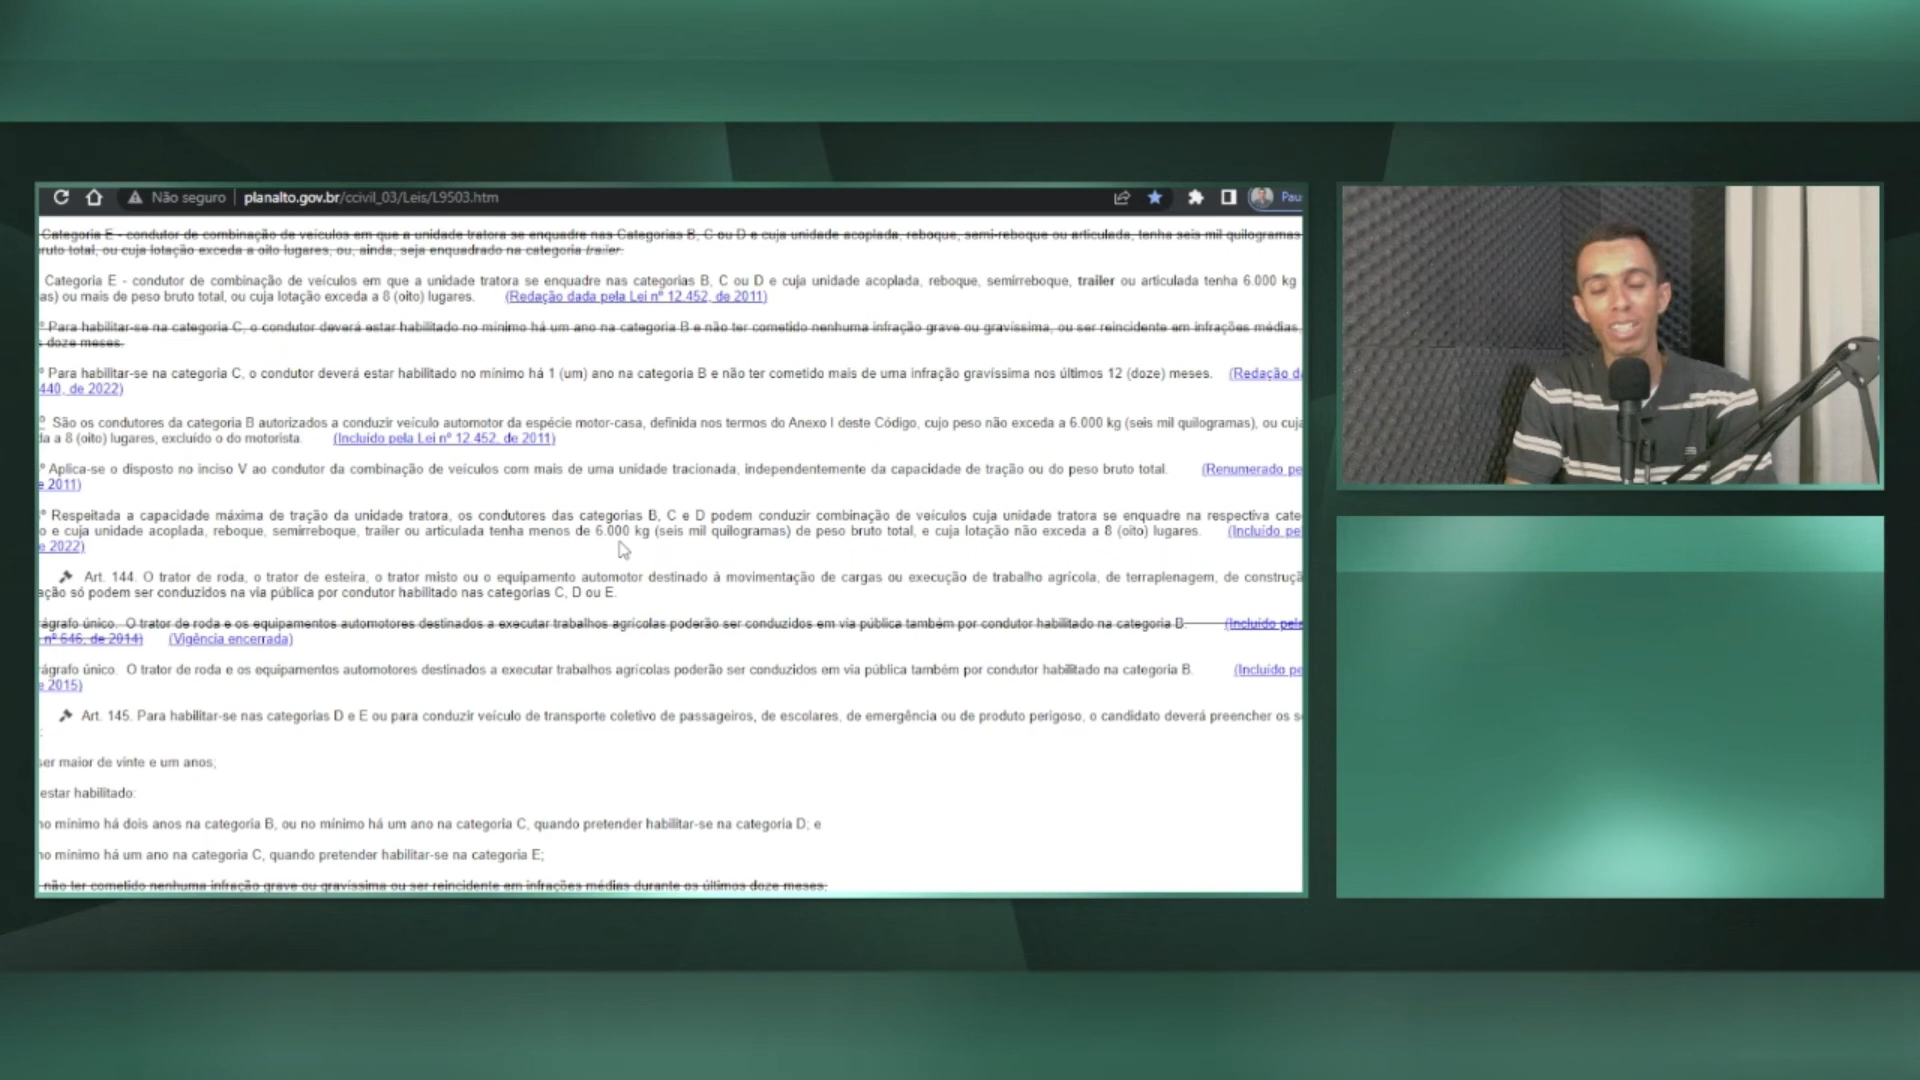 Não seguro | planalto.gov.br/ccivil_03/Leis/L9503.htm Pau
Categoria E - condutor de combinação de veículos em que a unidade tratora se enquadre nas Categorias B, C ou D e cuja unidade acoplada, reboque, semi-reboque ou articulada, tenha seis mil quilogramas
ruto total, ou cuja lotação exceda a oito lugares, ou, ainda, seja enquadrado na categoria trailer.
Categoria E - condutor de combinação de veículos em que a unidade tratora se enquadre nas categorias B, C ou D e cuja unidade acoplada, reboque, semirreboque, trailer ou articulada tenha 6.000 kg
as) ou mais de peso bruto total, ou cuja lotação exceda a 8 (oito) lugares. (Redação dada pela Lei nº 12.452, de 2011)
º Para habilitar-se na categoria C, o condutor deverá estar habilitado no mínimo há um ano na categoria B e não ter cometido nenhuma infração grave ou gravíssima, ou ser reincidente em infrações médias,
doze meses.
º Para habilitar-se na categoria C, o condutor deverá estar habilitado no mínimo há 1 (um) ano na categoria B e não ter cometido mais de uma infração gravíssima nos últimos 12 (doze) meses. (Redação d
440, de 2022)
º São os condutores da categoria B autorizados a conduzir veículo automotor da espécie motor-casa, definida nos termos do Anexo I deste Código, cujo peso não exceda a 6.000 kg (seis mil quilogramas), ou cuj
a a 8 (oito) lugares, excluído o do motorista. (Incluído pela Lei nº 12.452, de 2011)
º Aplica-se o disposto no inciso V ao condutor da combinação de veículos com mais de uma unidade tracionada, independentemente da capacidade de tração ou do peso bruto total. (Renumerado pe
e 2011)
º Respeitada a capacidade máxima de tração da unidade tratora, os condutores das categorias B, C e D podem conduzir combinação de veículos cuja unidade tratora se enquadre na respectiva cate
o e cuja unidade acoplada, reboque, semirreboque, trailer ou articulada tenha menos de 6.000 kg (seis mil quilogramas) de peso bruto total, e cuja lotação não exceda a 8 (oito) lugares. (Incluído pe
e 2022)
Art. 144. O trator de roda, o trator de esteira, o trator misto ou o equipamento automotor destinado à movimentação de cargas ou execução de trabalho agrícola, de terraplenagem, de construçã
ação só podem ser conduzidos na via pública por condutor habilitado nas categorias C, D ou E.
ágrafo único. O trator de roda e os equipamentos automotores destinados a executar trabalhos agrícolas poderão ser conduzidos em via pública também por condutor habilitado na categoria B. (Incluído pela
nº 646, de 2014) (Vigência encerrada)
rágrafo único. O trator de roda e os equipamentos automotores destinados a executar trabalhos agrícolas poderão ser conduzidos em via pública também por condutor habilitado na categoria B. (Incluído pe
e 2015)
Art. 145. Para habilitar-se nas categorias D e E ou para conduzir veículo de transporte coletivo de passageiros, de escolares, de emergência ou de produto perigoso, o candidato deverá preencher os s
:
ser maior de vinte e um anos;
estar habilitado:
no mínimo há dois anos na categoria B, ou no mínimo há um ano na categoria C, quando pretender habilitar-se na categoria D; e
no mínimo há um ano na categoria C, quando pretender habilitar-se na categoria E;
não ter cometido nenhuma infração grave ou gravíssima ou ser reincidente em infrações médias durante os últimos doze meses;